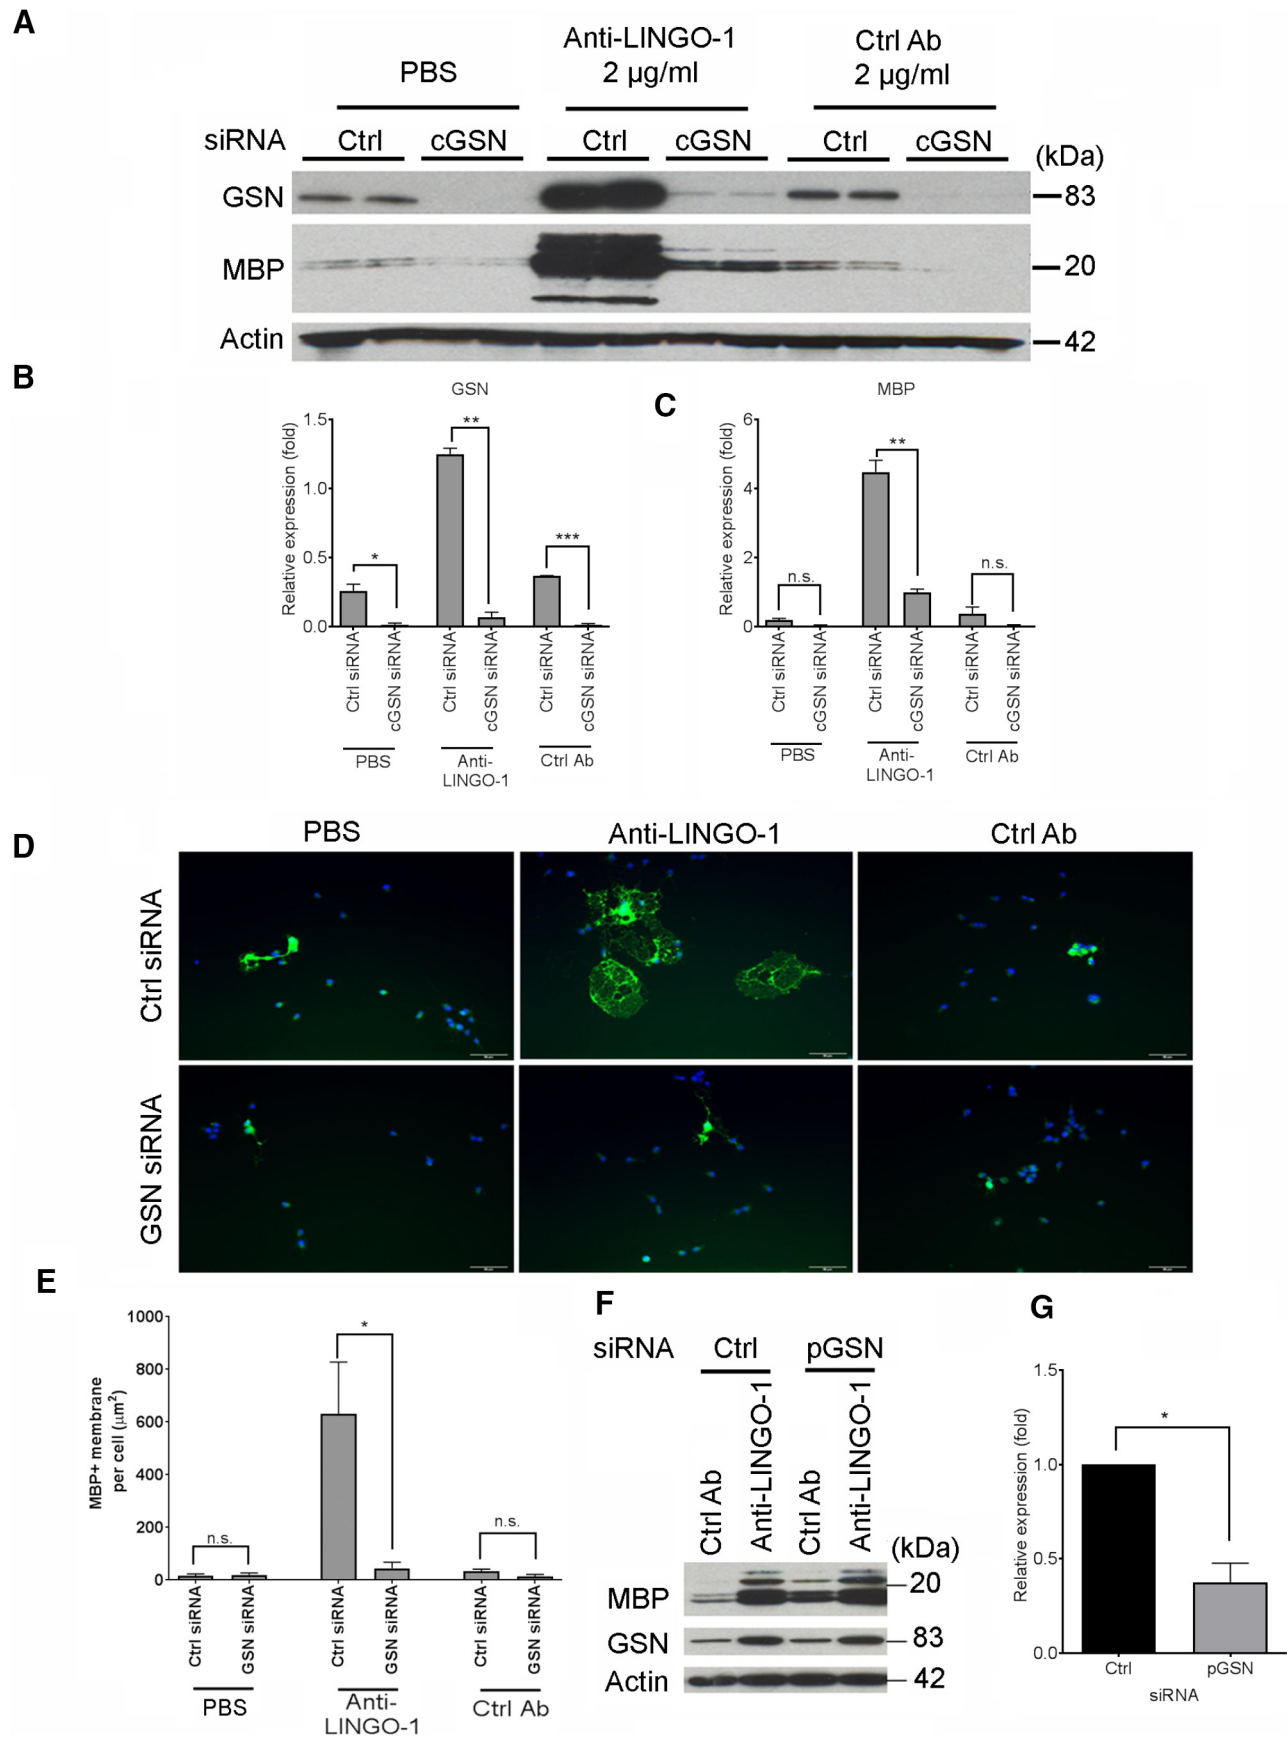 A
PBS
Anti-LINGO-1
2 µg/ml
Ctrl Ab
2 µg/ml
siRNA Ctrl cGSN Ctrl cGSN Ctrl cGSN (kDa)
GSN 83
MBP 20
Actin 42
B
GSN
Relative expression (fold)
1.5
1.0
0.5
0.0
*
**
***
Ctrl siRNA
cGSN siRNA
Ctrl siRNA
cGSN siRNA
Ctrl siRNA
cGSN siRNA
PBS
Anti-
LINGO-1
Ctrl Ab
C
MBP
Relative expression (fold)
6
4
2
0
n.s.
**
n.s.
Ctrl siRNA
cGSN siRNA
Ctrl siRNA
cGSN siRNA
Ctrl siRNA
cGSN siRNA
PBS
Anti-
LINGO-1
Ctrl Ab
D
PBS Anti-LINGO-1 Ctrl Ab
Ctrl siRNA
GSN siRNA
E
MBP+ membrane
per cell (µm²)
1000
800
600
400
200
0
n.s.
*
n.s.
Ctrl siRNA
GSN siRNA
Ctrl siRNA
GSN siRNA
Ctrl siRNA
GSN siRNA
PBS
Anti-
LINGO-1
Ctrl Ab
F
siRNA Ctrl pGSN
Ctrl Ab
Anti-LINGO-1
Ctrl Ab
Anti-LINGO-1
(kDa)
MBP 20
GSN 83
Actin 42
G
Relative expression (fold)
1.5
1.0
0.5
0.0
*
Ctrl pGSN
siRNA